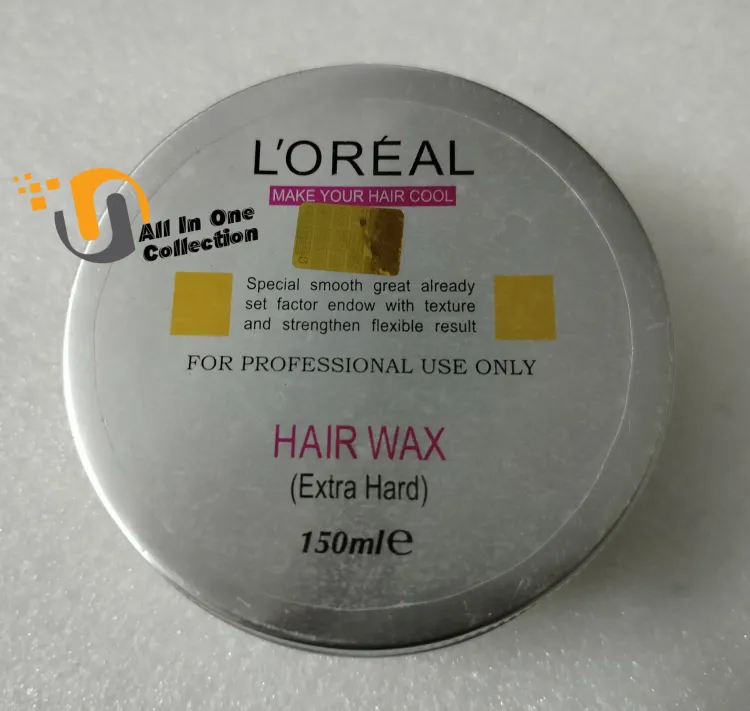 L'ORÉAL
MAKE YOUR HAIR COOL
All In One
Collection
Special smooth great already
set factor endow with texture
and strengthen flexible result
FOR PROFESSIONAL USE ONLY
HAIR WAX
(Extra Hard)
150ml℮